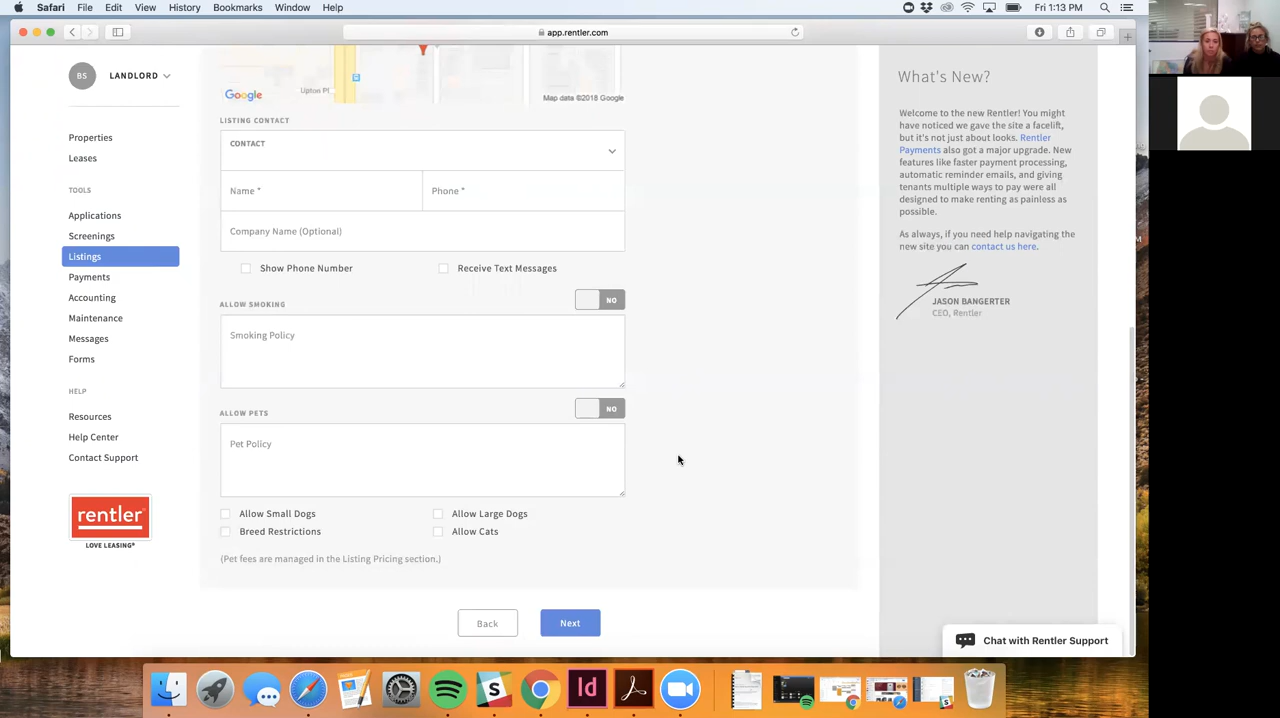 Safari File Edit View History Bookmarks Window Help Fri 1:13 PM
app.rentler.com
BS LANDLORD
Properties
Leases
TOOLS
Applications
Screenings
Listings
Payments
Accounting
Maintenance
Messages
Forms
HELP
Resources
Help Center
Contact Support
rentler
LOVE LEASING®
Google
Upton Pl
Map data ©2018 Google
LISTING CONTACT
CONTACT
Name * Phone *
Company Name (Optional)
Show Phone Number Receive Text Messages
ALLOW SMOKING NO
Smoking Policy
ALLOW PETS NO
Pet Policy
Allow Small Dogs Allow Large Dogs
Breed Restrictions Allow Cats
(Pet fees are managed in the Listing Pricing section.)
Back Next
What's New?
Welcome to the new Rentler! You might
have noticed we gave the site a facelift,
but it's not just about looks. Rentler
Payments also got a major upgrade. New
features like faster payment processing,
automatic reminder emails, and giving
tenants multiple ways to pay were all
designed to make renting as painless as
possible.
As always, if you need help navigating the
new site you can contact us here.
JASON BANGERTER
CEO, Rentler
Chat with Rentler Support
Id